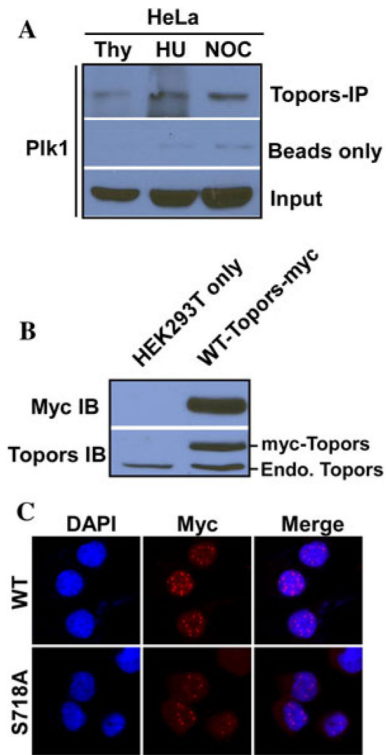 A
HeLa
Thy HU NOC
Plk1
Topors-IP
Beads only
Input
B
HEK293T only
WT-Topors-myc
Myc IB
Topors IB
myc-Topors
Endo. Topors
C
DAPI Myc Merge
WT
S718A